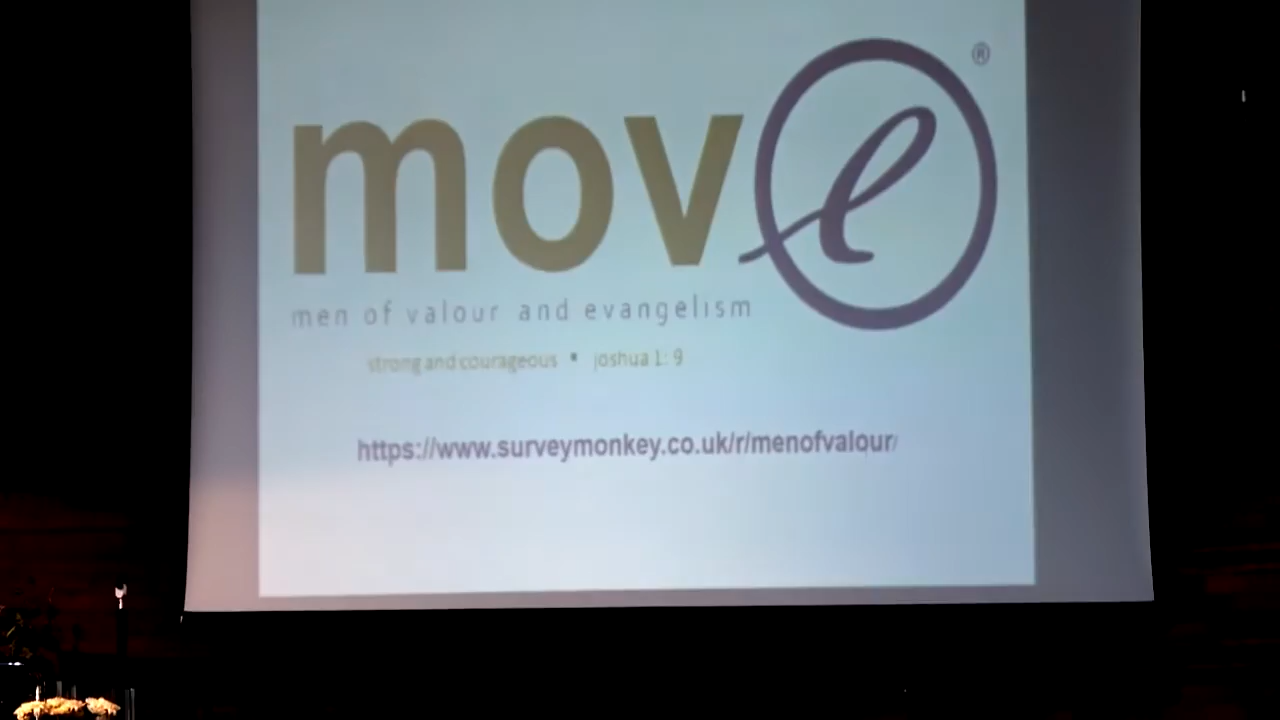 move®
men of valour and evangelism
strong and courageous ▪ joshua 1: 9
https://www.surveymonkey.co.uk/r/menofvalour/